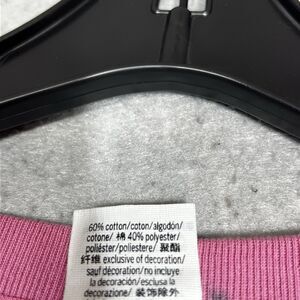 60% cotton/coton/algodón/
cotone/ 棉 40% polyester/
poliéster/poliestere/ 聚酯
纤维 exclusive of decoration/
sauf décoration/no incluye
la decoración/esclusa la
decorazione/ 装饰除外